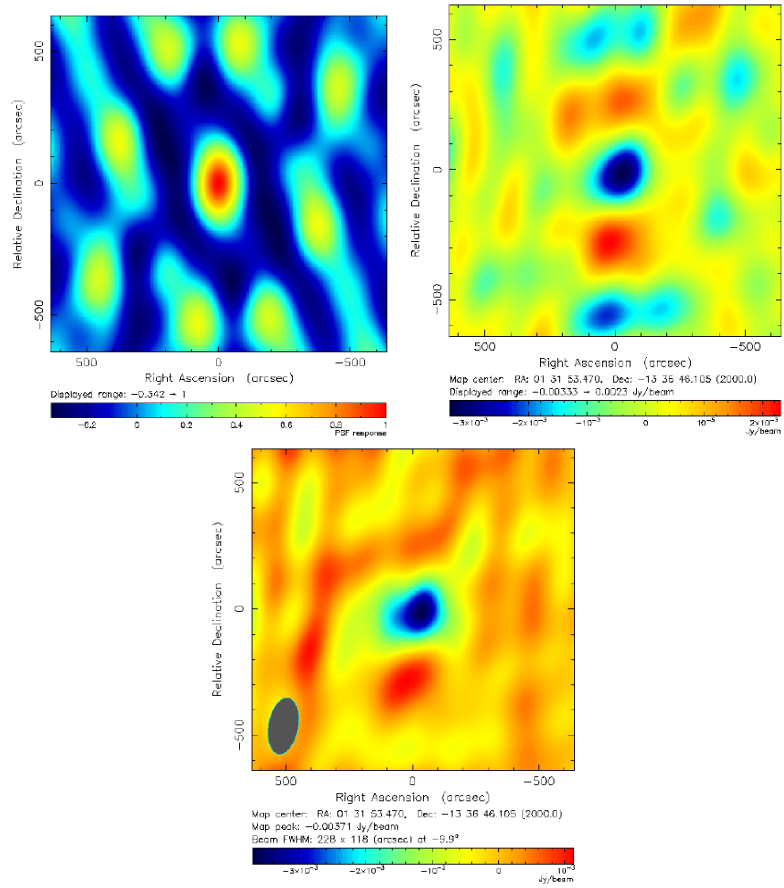 500
0
−500
Relative Declination (arcsec)
500 0 −500
Right Ascension (arcsec)
Displayed range: −0.342 → 1
−0.2 0 0.2 0.4 0.6 0.8 1
PSF response
500
0
−500
Relative Declination (arcsec)
500 0 −500
Right Ascension (arcsec)
Map center: RA: 01 31 53.470, Dec: −13 36 46.105 (2000.0)
Displayed range: −0.00333 → 0.0023 Jy/beam
−3×10⁻³ −2×10⁻³ −10⁻³ 0 10⁻³ 2×10⁻³
Jy/beam
500
0
−500
Relative Declination (arcsec)
500 0 −500
Right Ascension (arcsec)
Map center: RA: 01 31 53.470, Dec: −13 36 46.105 (2000.0)
Map peak: −0.00371 Jy/beam
Beam FWHM: 228 x 118 (arcsec) at −9.9°
−3×10⁻³ −2×10⁻³ −10⁻³ 0 10⁻³
Jy/beam